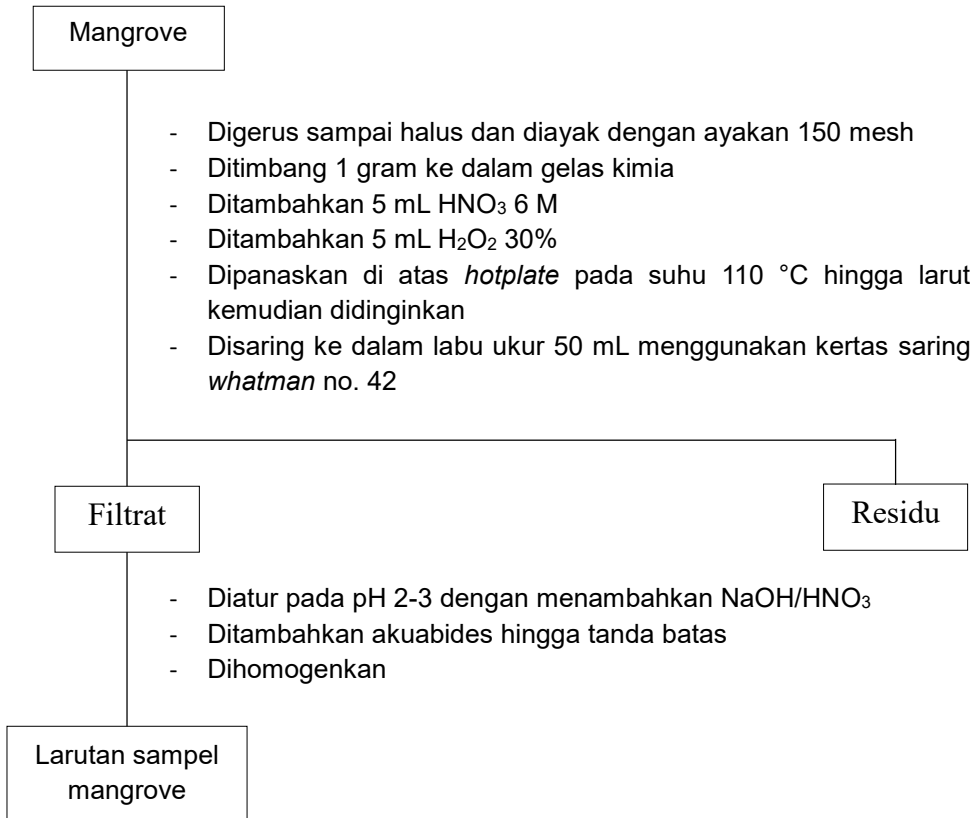 Mangrove
- Digerus sampai halus dan diayak dengan ayakan 150 mesh
- Ditimbang 1 gram ke dalam gelas kimia
- Ditambahkan 5 mL HNO₃ 6 M
- Ditambahkan 5 mL H₂O₂ 30%
- Dipanaskan di atas hotplate pada suhu 110 °C hingga larut
kemudian didinginkan
- Disaring ke dalam labu ukur 50 mL menggunakan kertas saring
whatman no. 42
Filtrat
Residu
- Diatur pada pH 2-3 dengan menambahkan NaOH/HNO₃
- Ditambahkan akuabides hingga tanda batas
- Dihomogenkan
Larutan sampel
mangrove